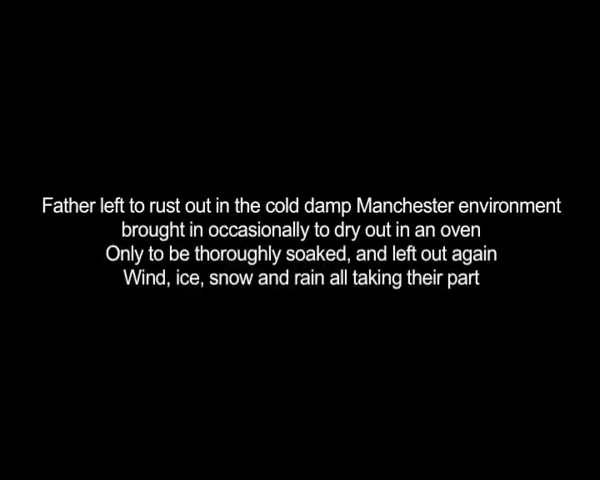 Father left to rust out in the cold damp Manchester environment
brought in occasionally to dry out in an oven
Only to be thoroughly soaked, and left out again
Wind, ice, snow and rain all taking their part